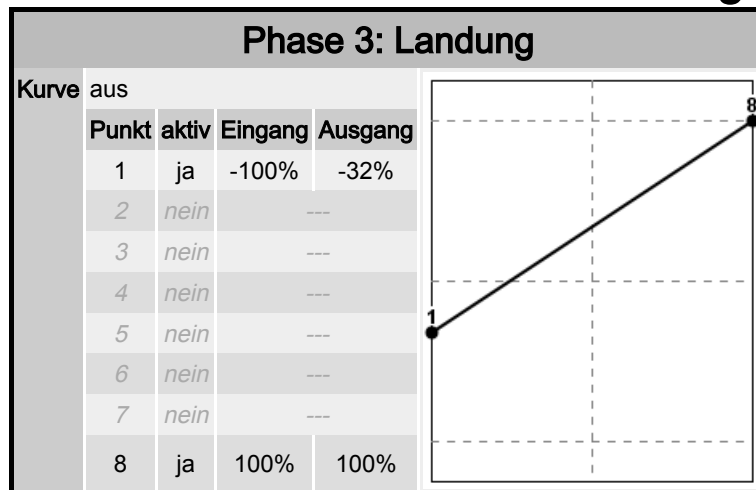 Phase 3: Landung
Kurve aus
Punkt aktiv Eingang Ausgang
1 ja -100% -32%
2 nein ---
3 nein ---
4 nein ---
5 nein ---
6 nein ---
7 nein ---
8 ja 100% 100%
8
1